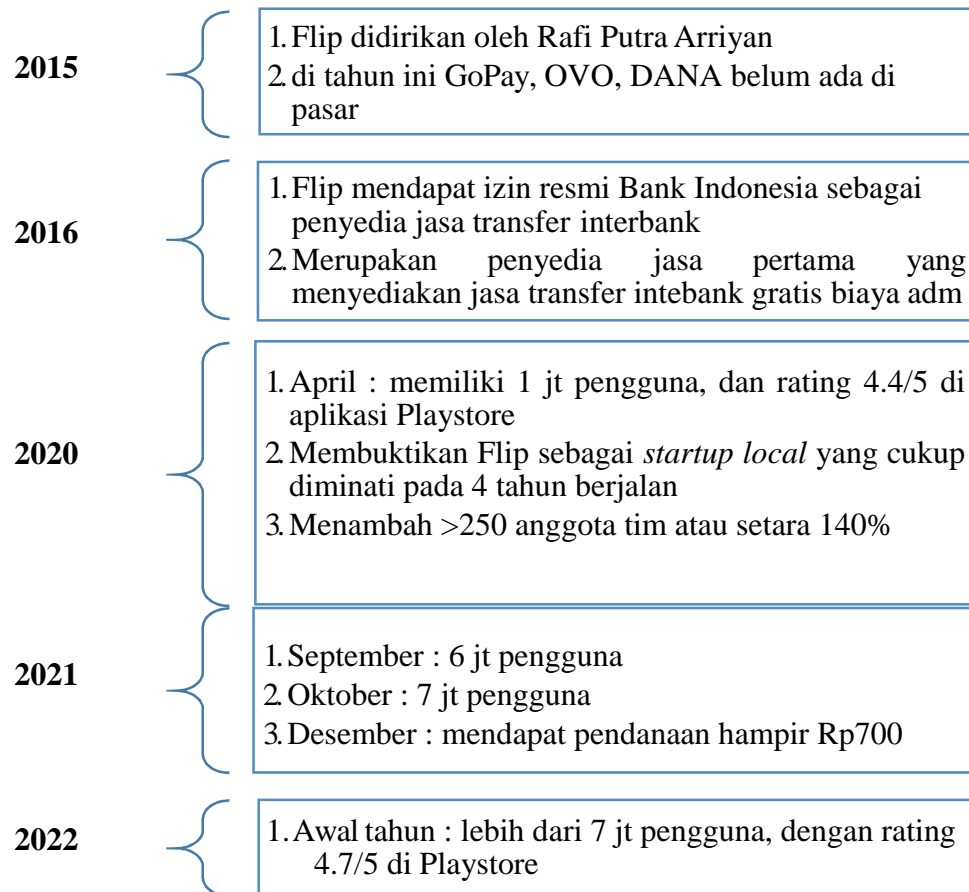 2015
1. Flip didirikan oleh Rafi Putra Arriyan
2. di tahun ini GoPay, OVO, DANA belum ada di
pasar
2016
1. Flip mendapat izin resmi Bank Indonesia sebagai
penyedia jasa transfer interbank
2. Merupakan penyedia jasa pertama yang
menyediakan jasa transfer intebank gratis biaya adm
2020
1. April : memiliki 1 jt pengguna, dan rating 4.4/5 di
aplikasi Playstore
2. Membuktikan Flip sebagai startup local yang cukup
diminati pada 4 tahun berjalan
3. Menambah >250 anggota tim atau setara 140%
2021
1. September : 6 jt pengguna
2. Oktober : 7 jt pengguna
3. Desember : mendapat pendanaan hampir Rp700
2022
1. Awal tahun : lebih dari 7 jt pengguna, dengan rating
4.7/5 di Playstore